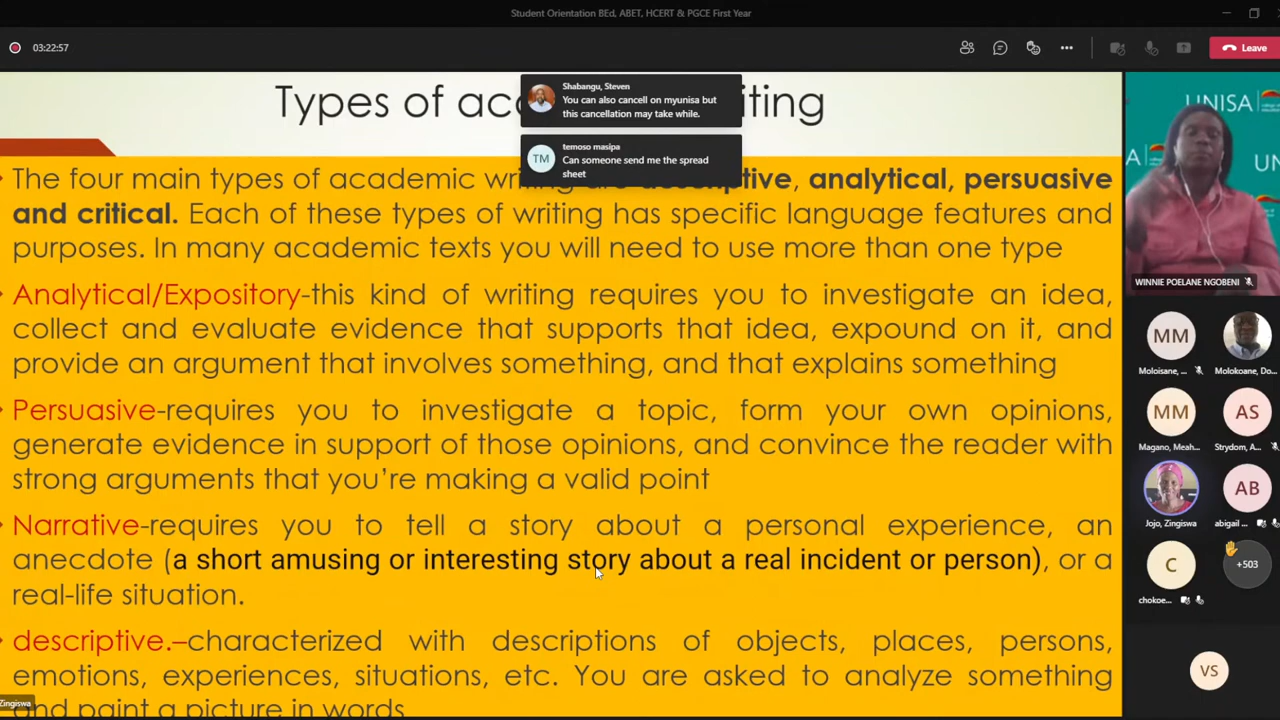 Student Orientation BEd, ABET, HCERT & PGCE First Year
03:22:57
Leave
Types of ac
iting
Shabangu, Steven
You can also cancell on myunisa but
this cancellation may take while.
TM
temoso masipa
Can someone send me the spread
sheet
The four main types of academic writing are descriptive, analytical, persuasive
and critical. Each of these types of writing has specific language features and
purposes. In many academic texts you will need to use more than one type
Analytical/Expository-this kind of writing requires you to investigate an idea,
collect and evaluate evidence that supports that idea, expound on it, and
provide an argument that involves something, and that explains something
Persuasive-requires you to investigate a topic, form your own opinions,
generate evidence in support of those opinions, and convince the reader with
strong arguments that you're making a valid point
Narrative-requires you to tell a story about a personal experience, an
anecdote (a short amusing or interesting story about a real incident or person), or a
real-life situation.
descriptive.–characterized with descriptions of objects, places, persons,
emotions, experiences, situations, etc. You are asked to analyze something
and paint a picture in words
Zingiswa
UNISA
UN
WINNIE POELANE NGOBENI
MM
Moloisane, ...
Molokoane, Do...
MM
Magano, Meah...
AS
Strydom, A...
Jojo, Zingiswa
AB
abigail ...
C
chokoe...
+503
VS